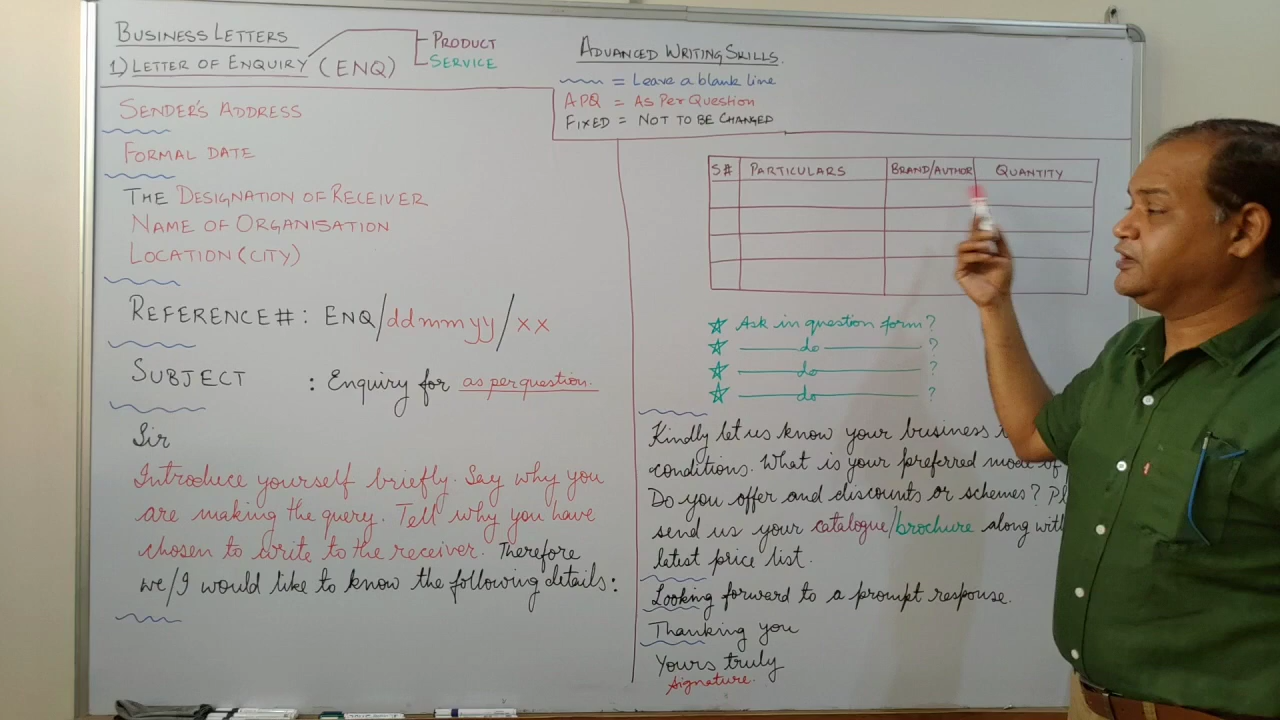 BUSINESS LETTERS
1) LETTER OF ENQUIRY (ENQ)
PRODUCT
SERVICE
SENDER'S ADDRESS
FORMAL DATE
THE DESIGNATION OF RECEIVER
NAME OF ORGANISATION
LOCATION (CITY)
REFERENCE#: ENQ/ddmmyy/xx
SUBJECT : Enquiry for as per question.
Sir
Introduce yourself briefly. Say why you
are making the query. Tell why you have
chosen to write to the receiver. Therefore
we/I would like to know the following details:
ADVANCED WRITING SKILLS.
= Leave a blank line
APQ = AS PER QUESTION
FIXED = NOT TO BE CHANGED
S# PARTICULARS BRAND/AUTHOR QUANTITY
☆ Ask in question form?
☆ —do— ?
☆ —do— ?
☆ —do— ?
Kindly let us know your business
conditions. What is your preferred mode of
Do you offer and discounts or schemes?
send us your catalogue/brochure along with
latest price list.
Looking forward to a prompt response.
Thanking you
Yours truly
Signature.